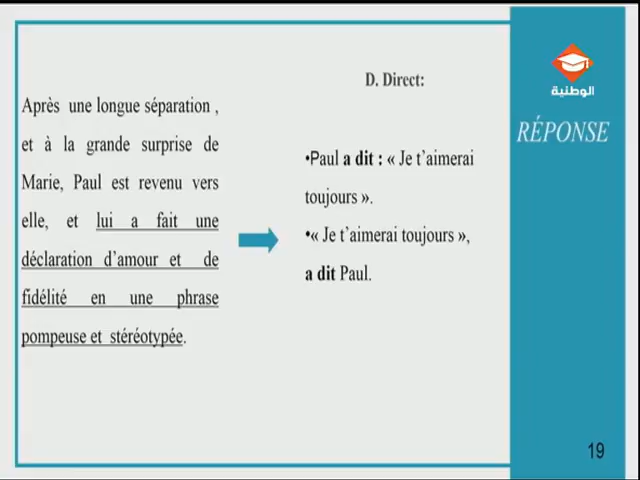 Après une longue séparation ,
et à la grande surprise de
Marie, Paul est revenu vers
elle, et lui a fait une
déclaration d’amour et de
fidélité en une phrase
pompeuse et stéréotypée.
D. Direct:
•Paul a dit : « Je t’aimerai
toujours ».
•« Je t’aimerai toujours »,
a dit Paul.
الوطنية
RÉPONSE
19